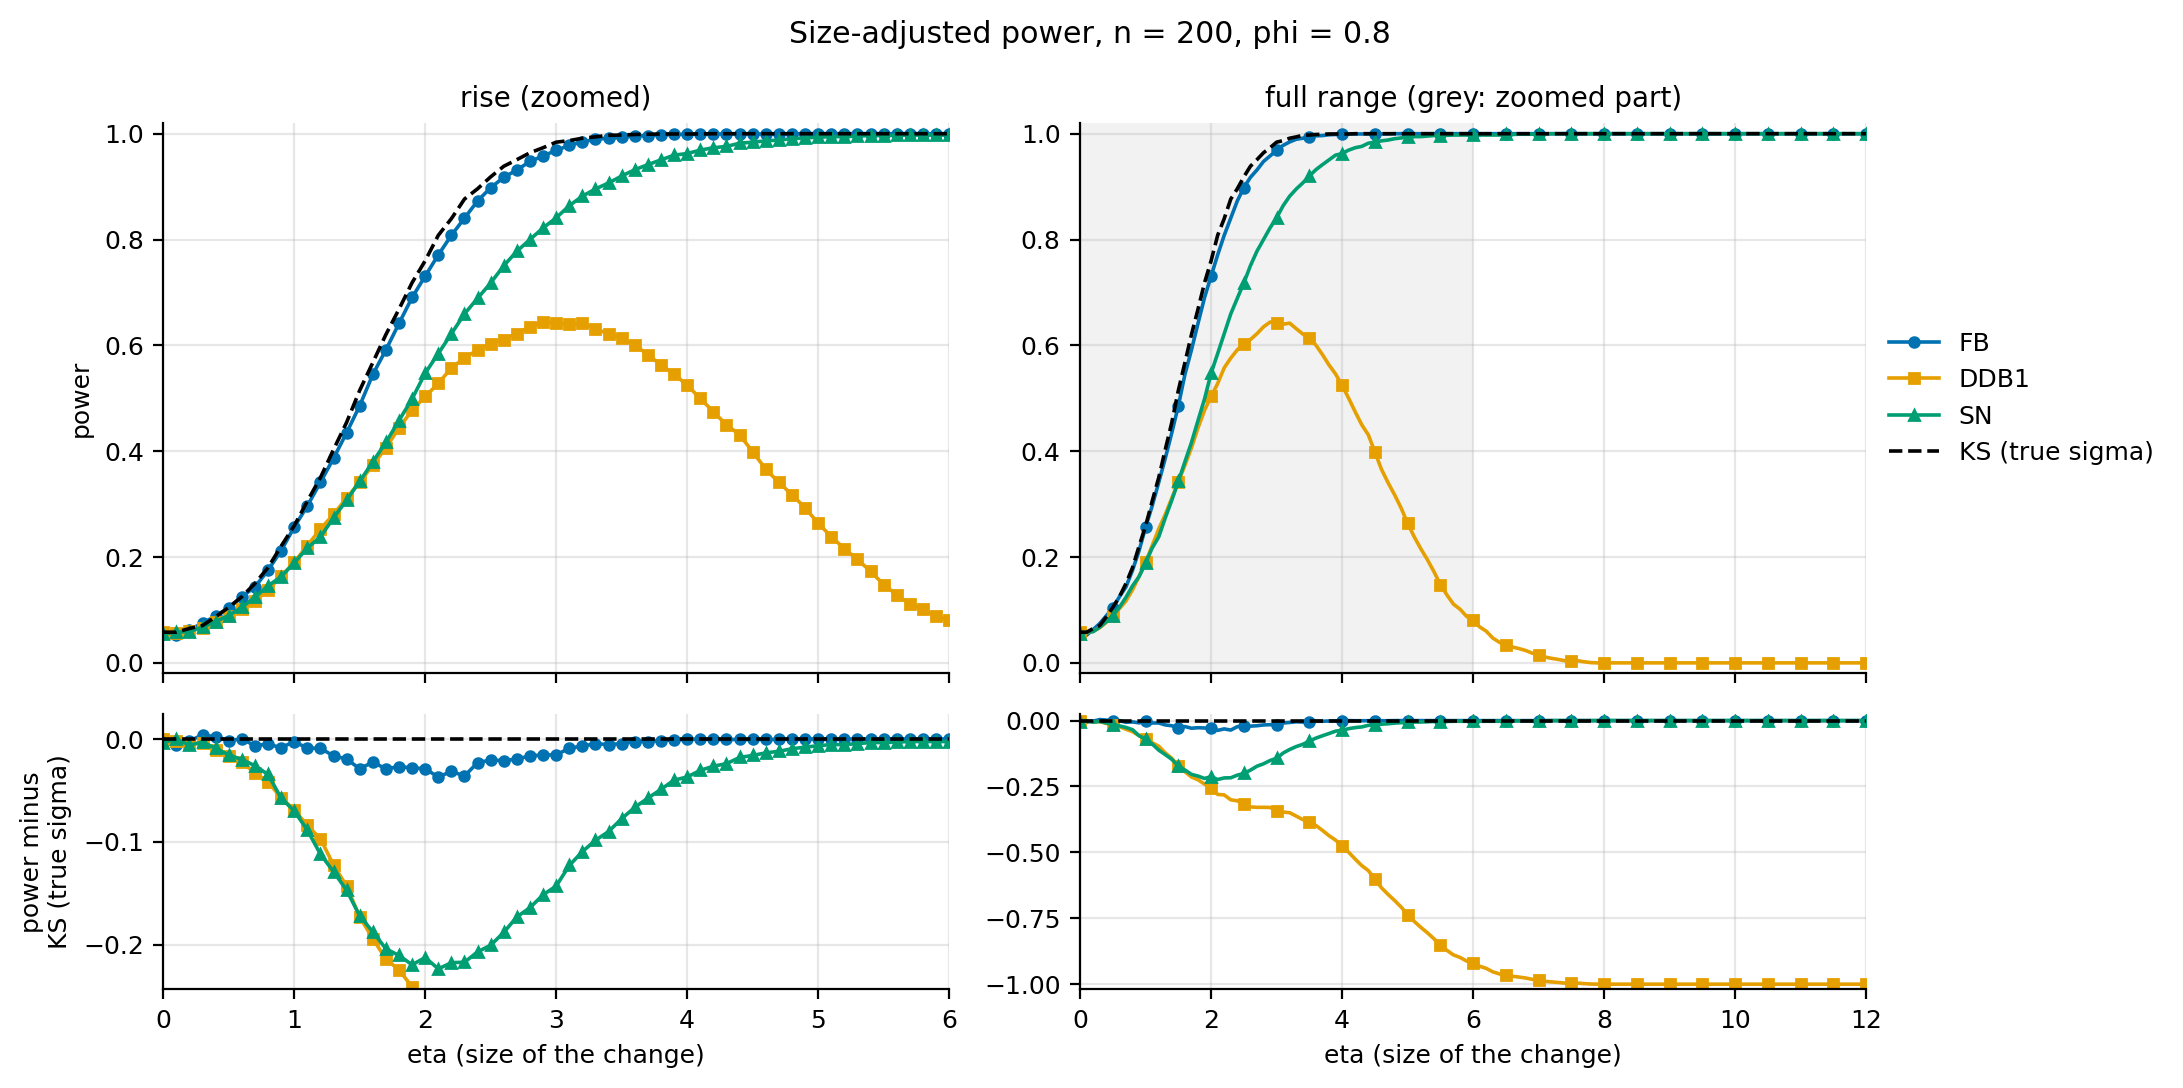 Size-adjusted power, n = 200, phi = 0.8
rise (zoomed)
1.0
0.8
0.6
0.4
0.2
0.0
power
full range (grey: zoomed part)
1.0
0.8
0.6
0.4
0.2
0.0
FB
DDB1
SN
KS (true sigma)
0.0
−0.1
−0.2
power minus
KS (true sigma)
0 1 2 3 4 5 6
eta (size of the change)
0.00
−0.25
−0.50
−0.75
−1.00
0 2 4 6 8 10 12
eta (size of the change)